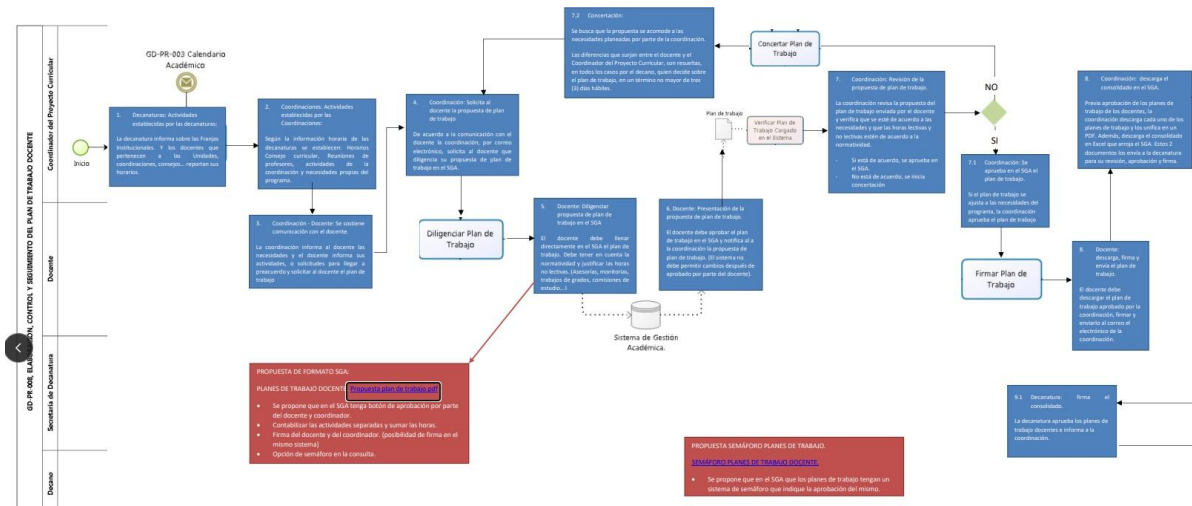 GD-PR-008, ELABORACIÓN, CONTROL Y SEGUIMIENTO DEL PLAN DE TRABAJO DOCENTE
Coordinador del Proyecto Curricular
Docente
Secretaría de Decanatura
Decano
Inicio
GD-PR-003 Calendario
Académico
1. Decanaturas: Actividades
establecidas por las decanaturas:
La decanatura informa sobre las Franjas
Institucionales. Y los docentes que
pertenecen a las Unidades,
coordinaciones, consejos... reportan sus
horarios.
2. Coordinaciones: Actividades
establecidas por las
Coordinaciones:
Según la información horaria de las
decanaturas se establecen: Horarios
Consejo curricular, Reuniones de
profesores, actividades de la
coordinación y necesidades propias del
programa.
3. Coordinación - Docente: Se sostiene
comunicación con el docente.
La coordinación informa al docente las
necesidades y el docente informa sus
actividades, o solicitudes para llegar a
preacuerdo y solicitar al docente el plan de
trabajo
4. Coordinación: Solicita al
docente la propuesta de plan
de trabajo
De acuerdo a la comunicación con el
docente la coordinación, por correo
electrónico, solicita al docente que
diligencia su propuesta de plan de
trabajo en el SGA.
Diligenciar Plan de
Trabajo
5. Docente: Diligenciar
propuesta de plan de trabajo
en el SGA
El docente debe llenar
directamente en el SGA el plan de
trabajo. Debe tener en cuenta la
normatividad y justificar las horas
no lectivas. (Asesorías, monitorias,
trabajos de grados, comisiones de
estudio...)
Sistema de Gestión
Académica.
6. Docente: Presentación de la
propuesta de plan de trabajo.
El docente debe aprobar el plan
de trabajo en el SGA y notifica al a
la coordinación la propuesta de
plan de trabajo. (El sistema no
debe permitir cambios después de
aprobado por parte del docente).
Plan de trabajo
Verificar Plan de
Trabajo Cargado
en el Sistema
7. Coordinación: Revisión de la
propuesta de plan de trabajo.
La coordinación revisa la propuesta del
plan de trabajo enviada por el docente
y verifica que se esté de acuerdo a las
necesidades y que las horas lectivas y
no lectivas estén de acuerdo a la
normatividad.
- Si está de acuerdo, se aprueba en
el SGA.
- No está de acuerdo, se inicia
concertación
NO
SI
Concertar Plan de
Trabajo
7.2 Concertación:
Se busca que la propuesta se acomode a las
necesidades planeadas por parte de la coordinación.
Las diferencias que surjan entre el docente y el
Coordinador del Proyecto Curricular, son resueltas,
en todos los casos por el decano, quien decide sobre
el plan de trabajo, en un término no mayor de tres
(3) días hábiles.
7.1 Coordinación: Se
aprueba en el SGA el
plan de trabajo.
Si el plan de trabajo se
ajusta a las necesidades del
programa, la coordinación
aprueba el plan de trabajo
Firmar Plan de
Trabajo
8. Docente:
descarga, firma y
envía el plan de
trabajo.
El docente debe
descargar el plan de
trabajo aprobado por la
coordinación, firmar y
enviarlo al correo el
electrónico de la
coordinación.
8. Coordinación: descarga el
consolidado en el SGA.
Previa aprobación de los planes de
trabajo de los docentes, la
coordinación descarga cada uno de los
planes de trabajo y los unifica en un
PDF. Además, descarga el consolidado
en Excel que arroja el SGA. Estos 2
documentos los envía a la decanatura
para su revisión, aprobación y firma.
9.1 Decanatura: firma el
consolidado.
La decanatura aprueba los planes de
trabajo docentes e informa a la
coordinación.
PROPUESTA DE FORMATO SGA:
PLANES DE TRABAJO DOCENTE Propuesta plan de trabajo.pdf
• Se propone que en el SGA tenga botón de aprobación por parte
del docente y coordinador.
• Contabilizar las actividades separadas y sumar las horas.
• Firma del docente y del coordinador. (posibilidad de firma en el
mismo sistema)
• Opción de semáforo en la consulta.
PROPUESTA SEMÁFORO PLANES DE TRABAJO.
SEMÁFORO PLANES DE TRABAJO DOCENTE.
• Se propone que en el SGA que los planes de trabajo tengan un
sistema de semáforo que indique la aprobación del mismo.